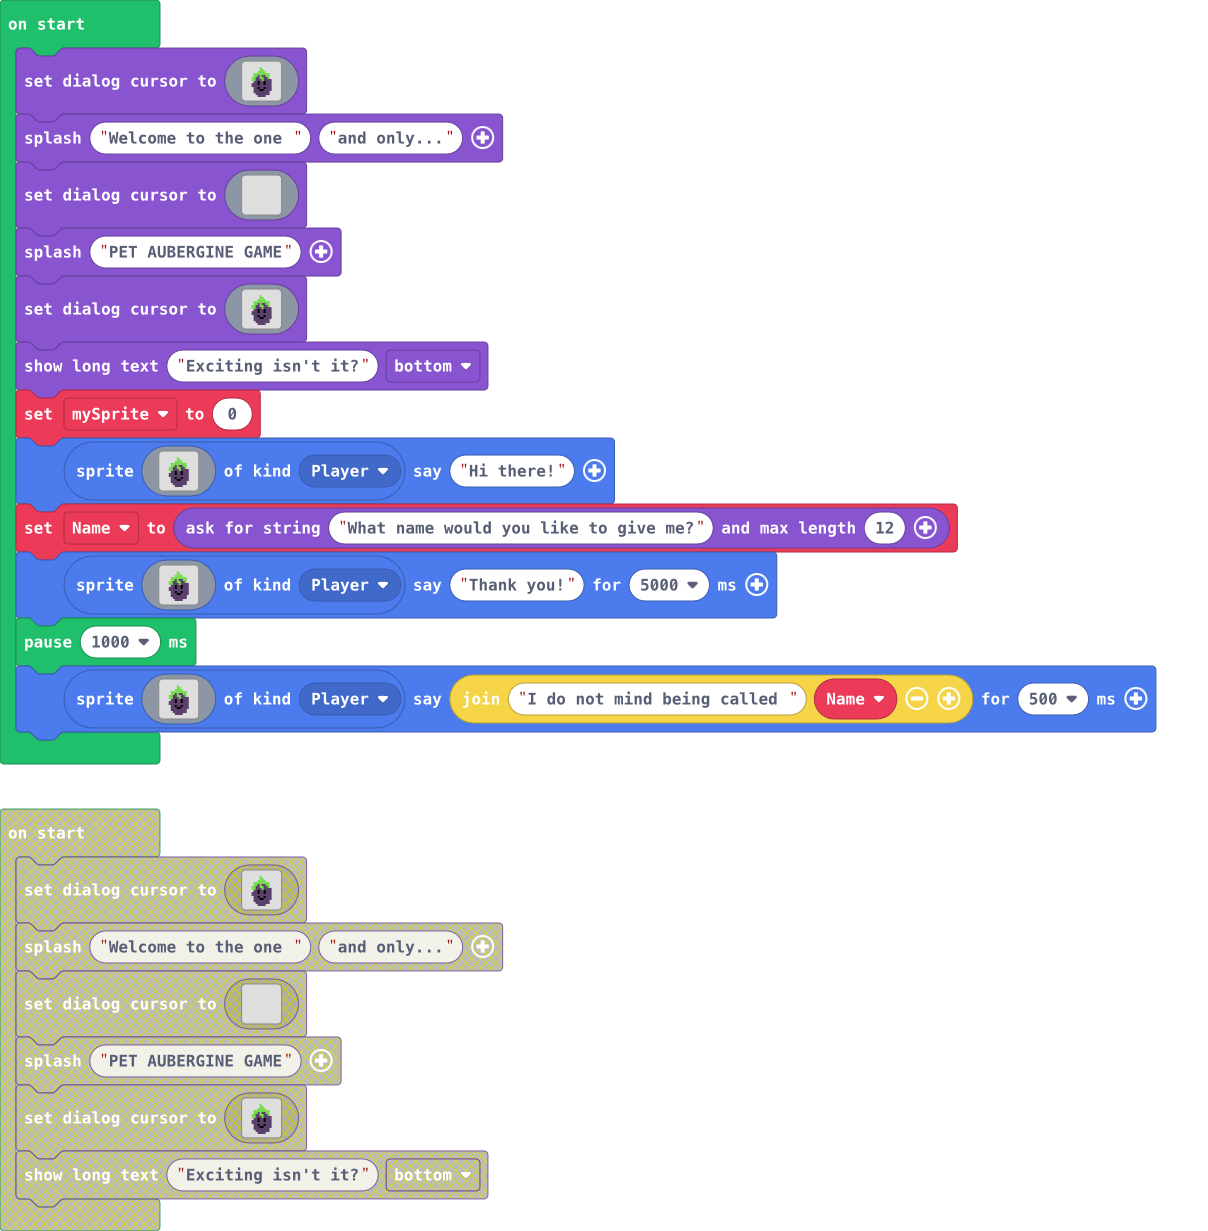 on start
set dialog cursor to
splash "Welcome to the one " "and only..."
set dialog cursor to
splash "PET AUBERGINE GAME"
set dialog cursor to
show long text "Exciting isn't it?" bottom
set mySprite to 0
sprite of kind Player say "Hi there!"
set Name to ask for string "What name would you like to give me?" and max length 12
sprite of kind Player say "Thank you!" for 5000 ms
pause 1000 ms
sprite of kind Player say join "I do not mind being called " Name for 500 ms
on start
set dialog cursor to
splash "Welcome to the one " "and only..."
set dialog cursor to
splash "PET AUBERGINE GAME"
set dialog cursor to
show long text "Exciting isn't it?" bottom